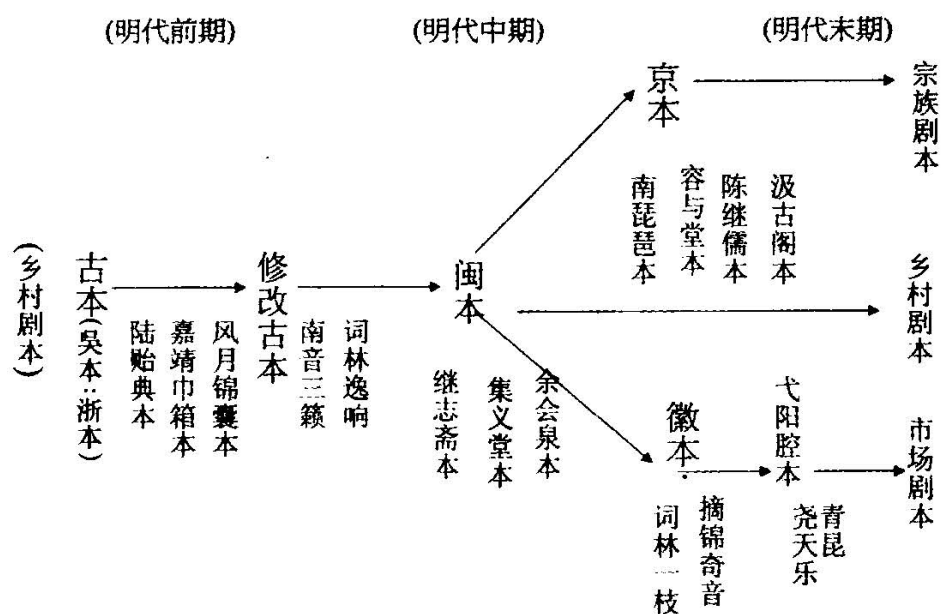 (明代前期)
(明代中期)
(明代末期)
(乡村剧本)
古本(吴本::浙本)
陆贻典本
嘉靖巾箱本
风月锦囊本
修改古本
南音三籁
词林逸响
闽本
继志斋本
集义堂本
余会泉本
京本
南琵琶本
容与堂本
陈继儒本
汲古阁本
宗族剧本
乡村剧本
徽本
词林一枝
摘锦奇音
弋阳腔本
尧天乐
青昆
市场剧本